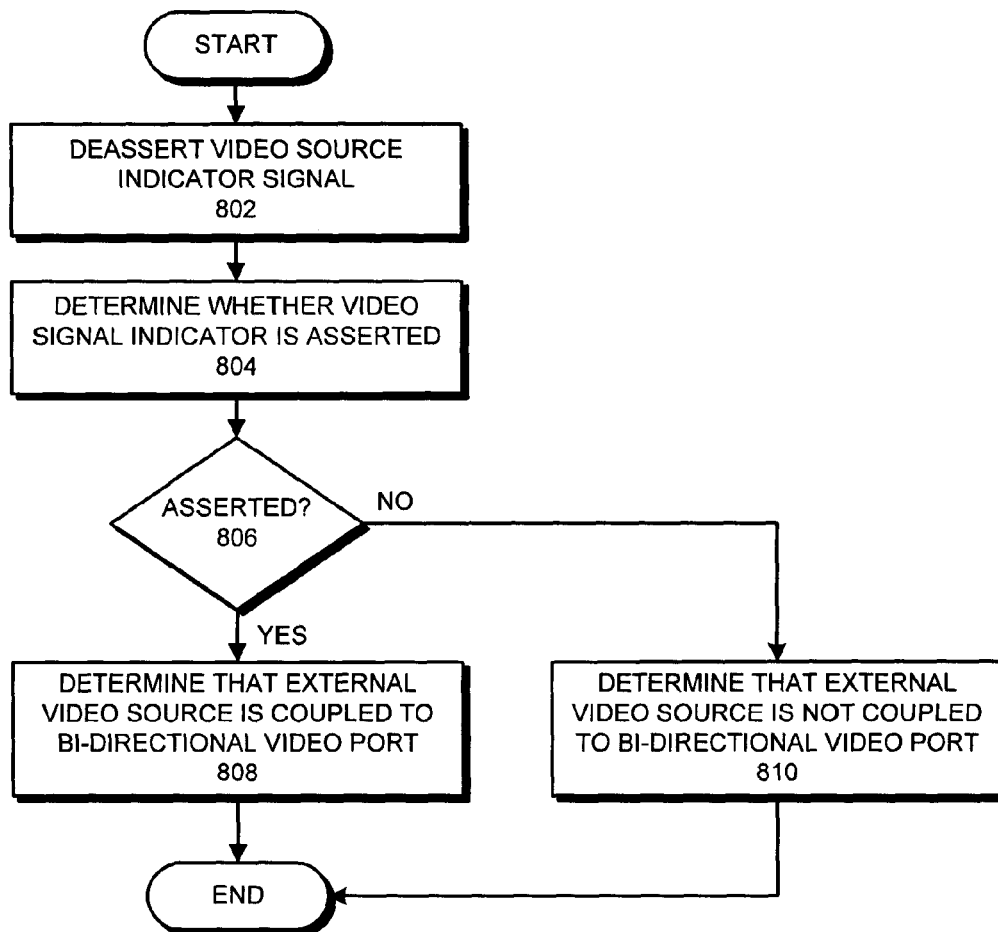 START
DEASSERT VIDEO SOURCE
INDICATOR SIGNAL
802
DETERMINE WHETHER VIDEO
SIGNAL INDICATOR IS ASSERTED
804
ASSERTED?
806
NO
YES
DETERMINE THAT EXTERNAL
VIDEO SOURCE IS COUPLED TO
BI-DIRECTIONAL VIDEO PORT
808
DETERMINE THAT EXTERNAL
VIDEO SOURCE IS NOT COUPLED
TO BI-DIRECTIONAL VIDEO PORT
810
END